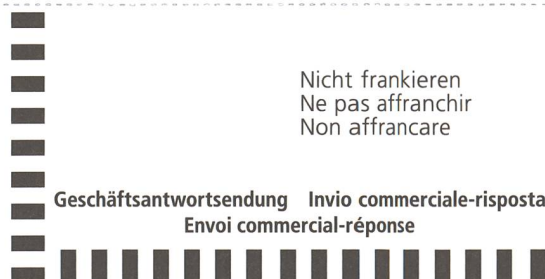 Nicht frankieren
Ne pas affranchir
Non affrancare
Geschäftsantwortsendung Invio commerciale-risposta
Envoi commercial-réponse